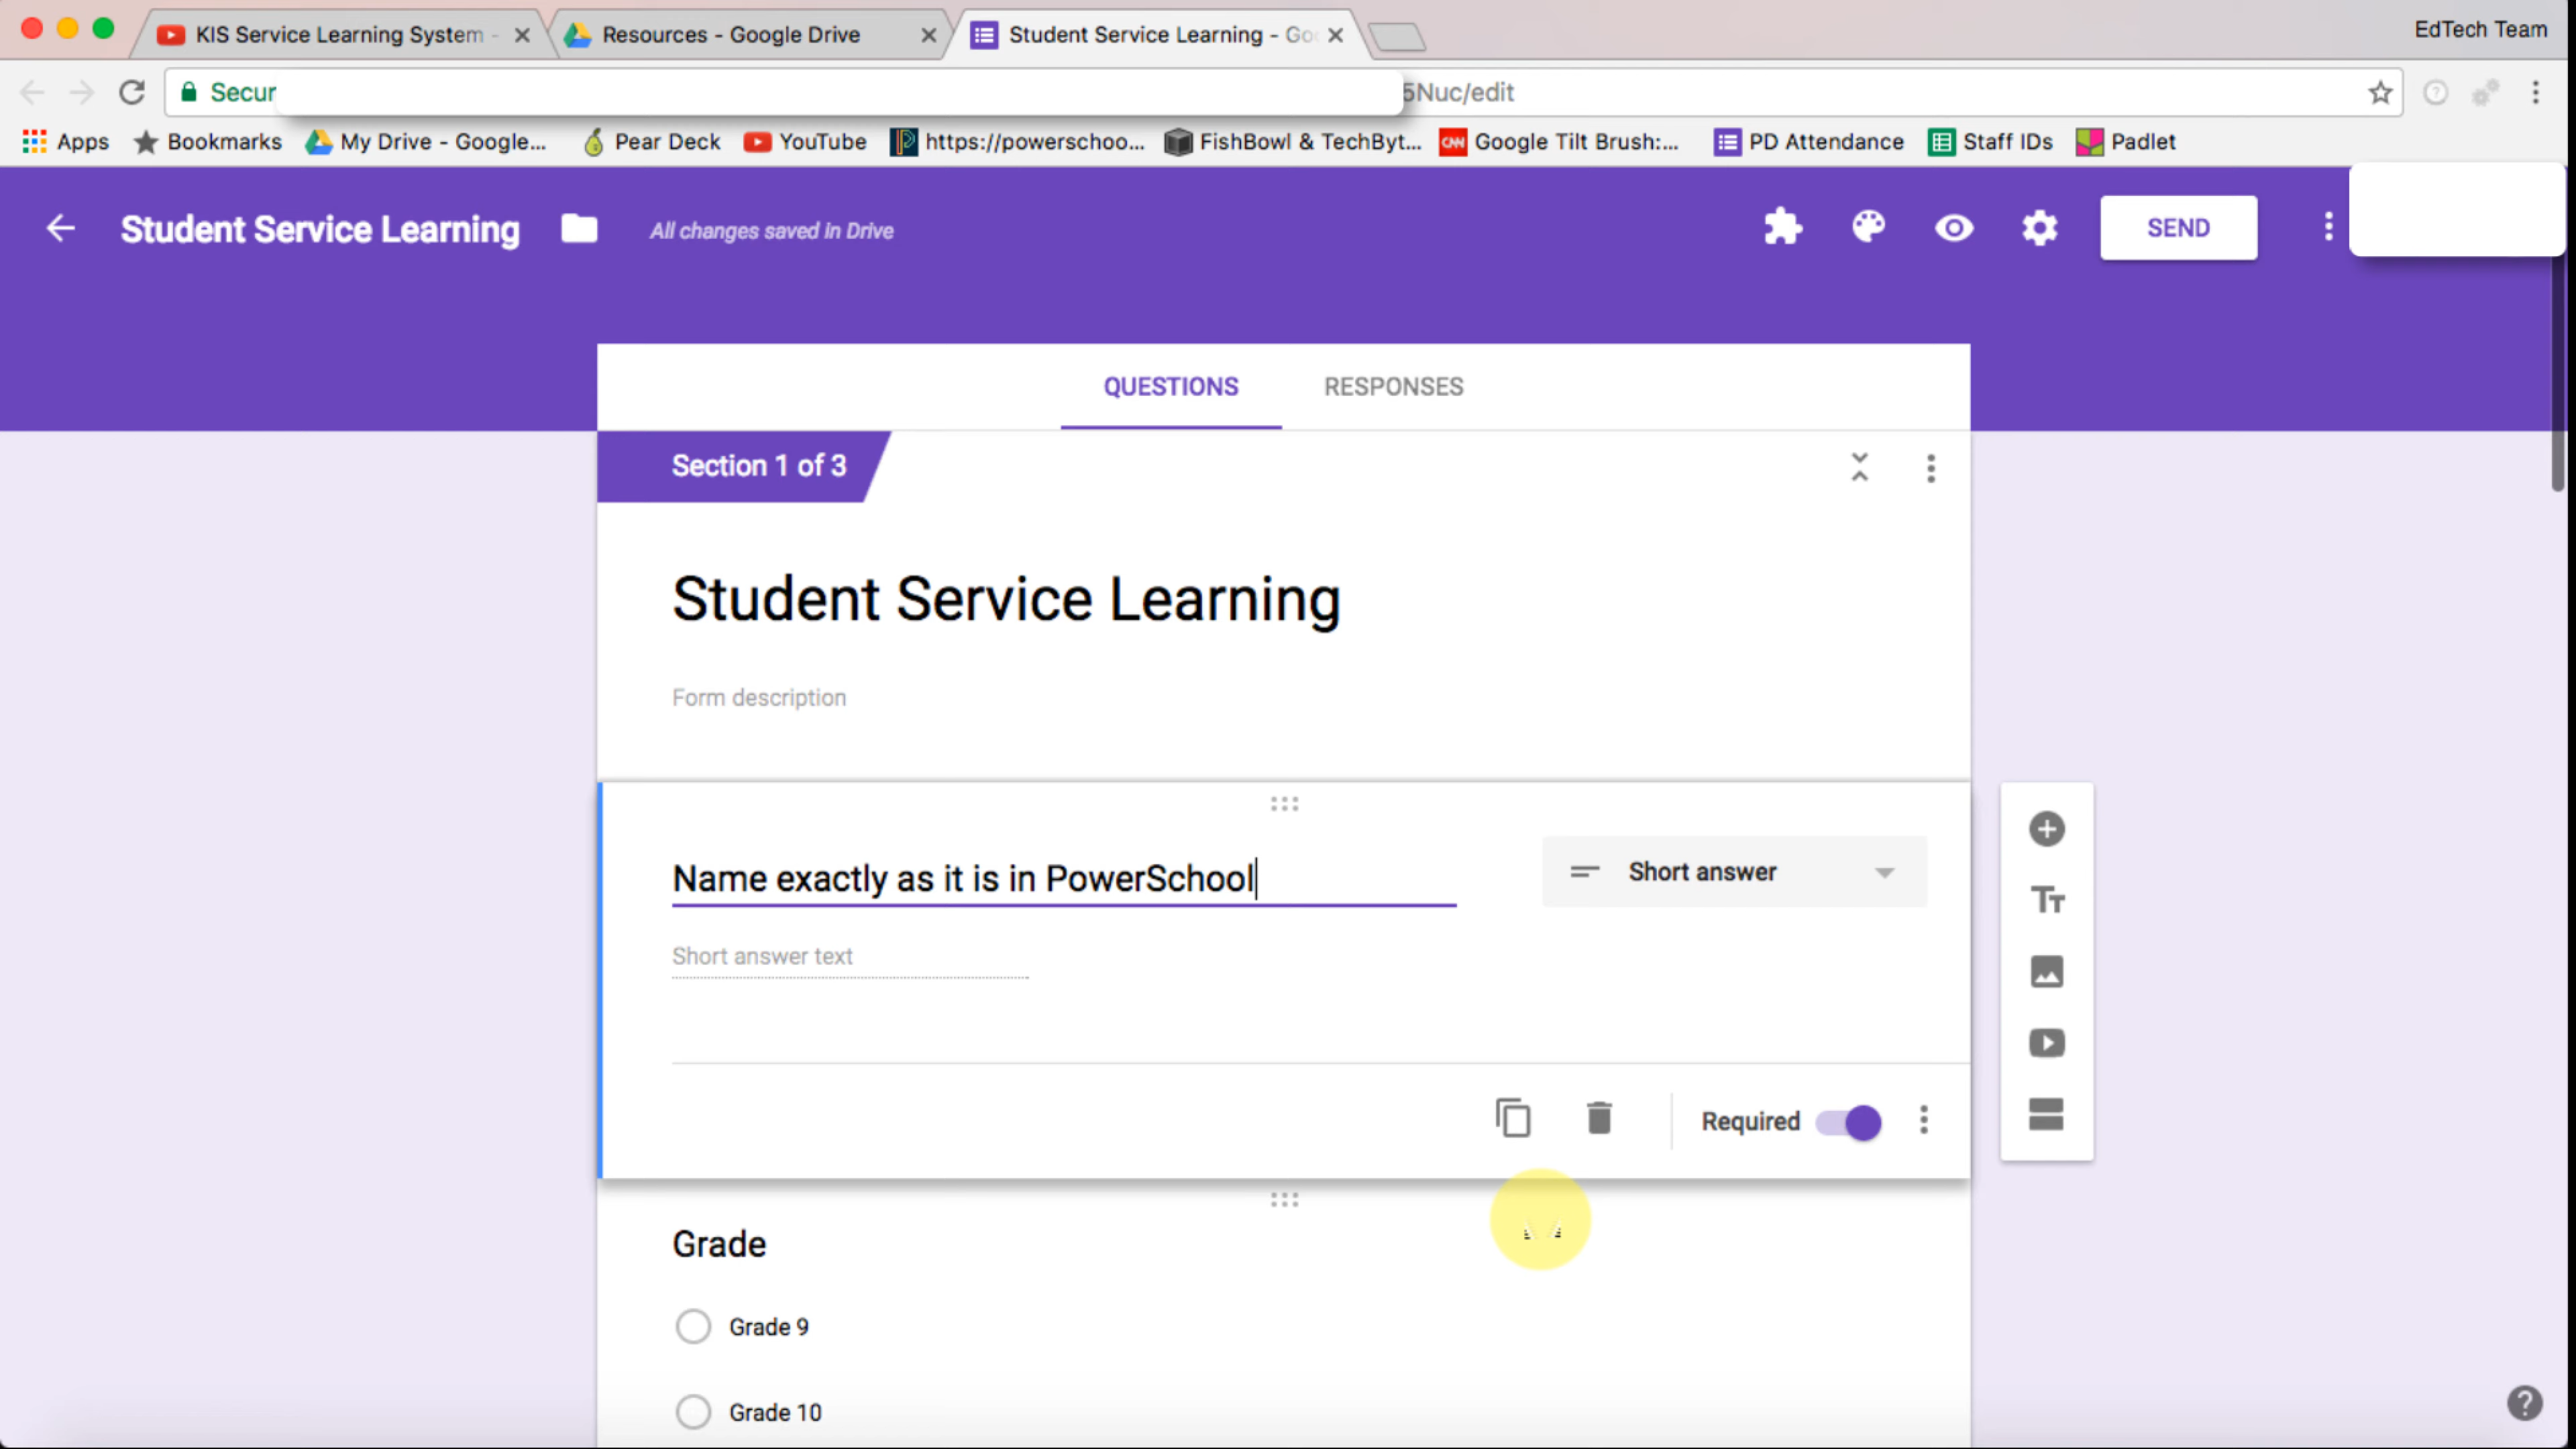 KIS Service Learning System -
Resources - Google Drive
Student Service Learning - Go
EdTech Team
Secur
5Nuc/edit
Apps
Bookmarks
My Drive - Google...
Pear Deck
YouTube
https://powerschoo...
FishBowl & TechByt...
Google Tilt Brush:...
PD Attendance
Staff IDs
Padlet
Student Service Learning
All changes saved in Drive
SEND
QUESTIONS
RESPONSES
Section 1 of 3
Student Service Learning
Form description
Name exactly as it is in PowerSchool
Short answer
Short answer text
Required
Grade
Grade 9
Grade 10